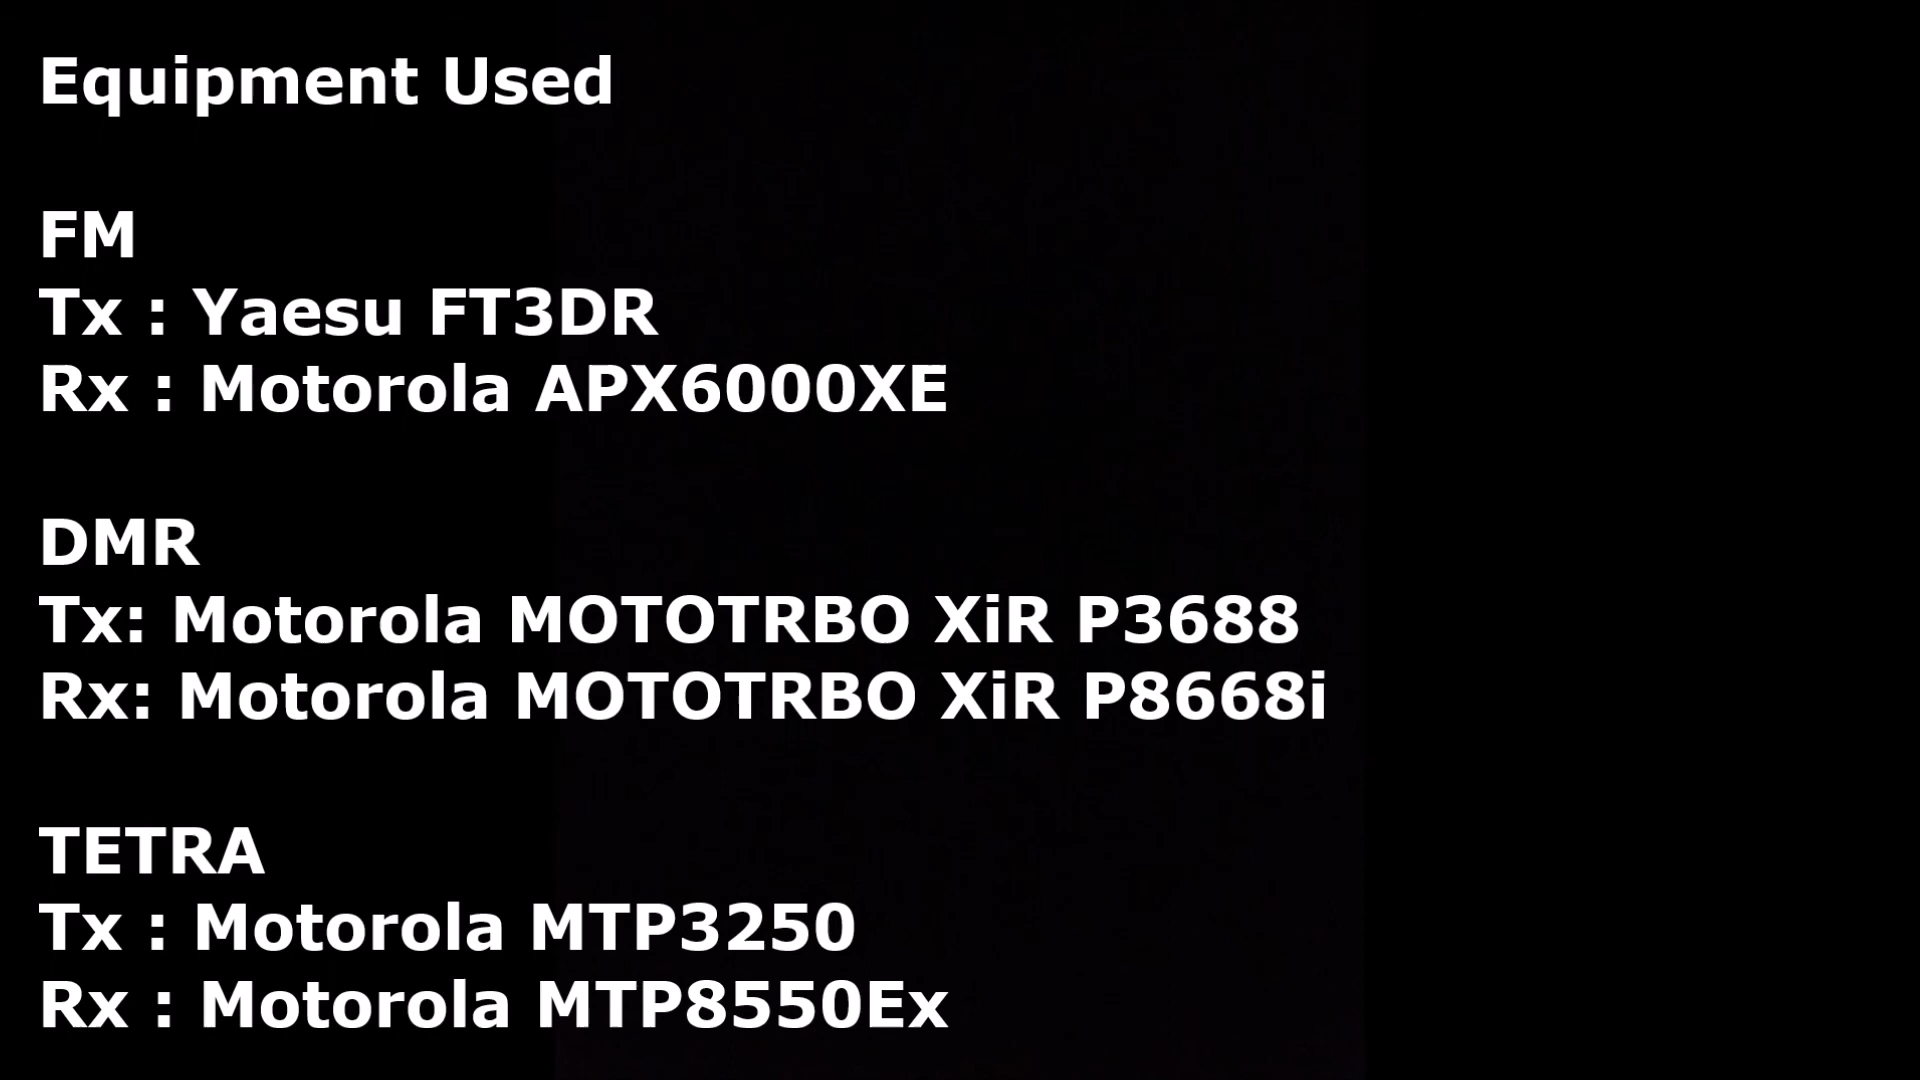 Equipment Used
FM
Tx : Yaesu FT3DR
Rx : Motorola APX6000XE
DMR
Tx: Motorola MOTOTRBO XiR P3688
Rx: Motorola MOTOTRBO XiR P8668i
TETRA
Tx : Motorola MTP3250
Rx : Motorola MTP8550Ex